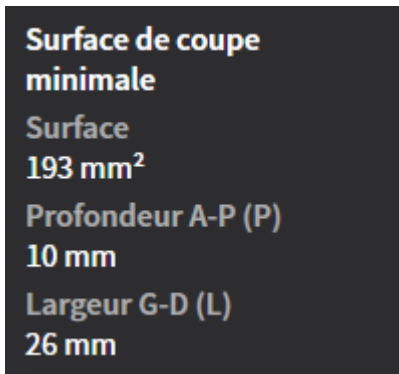 Surface de coupe
minimale
Surface
193 mm²
Profondeur A-P (P)
10 mm
Largeur G-D (L)
26 mm